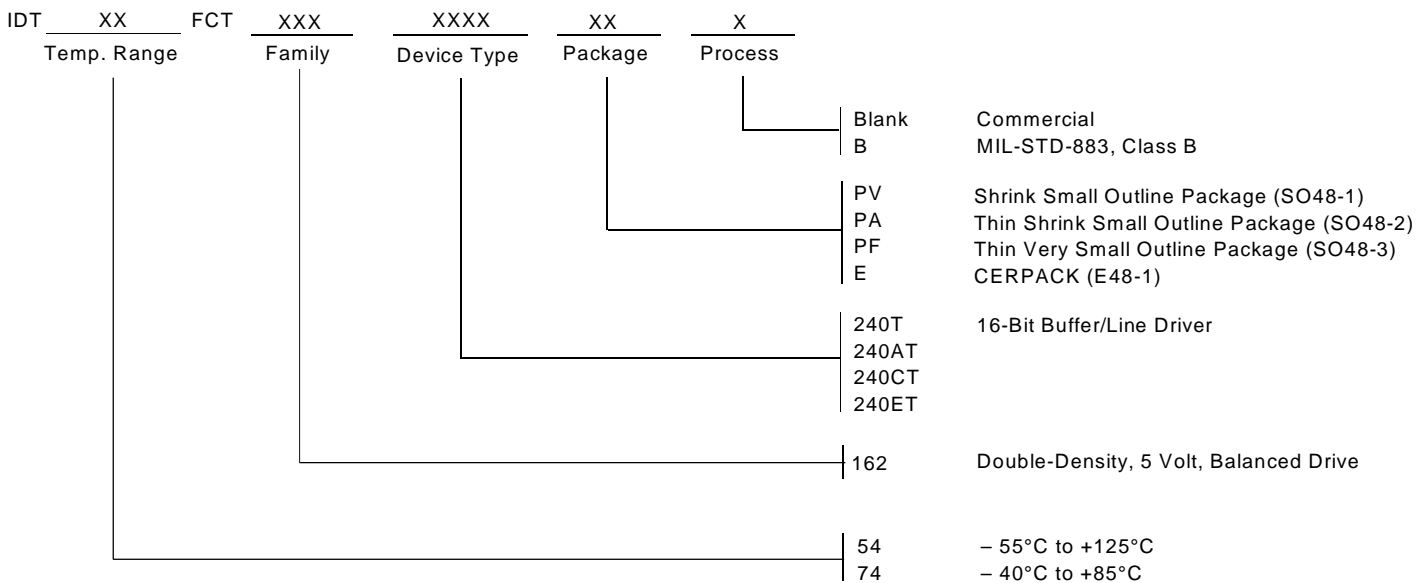 IDT XX FCT XXX XXXX XX X
Temp. Range Family Device Type Package Process
Blank Commercial
B MIL-STD-883, Class B
PV Shrink Small Outline Package (SO48-1)
PA Thin Shrink Small Outline Package (SO48-2)
PF Thin Very Small Outline Package (SO48-3)
E CERPACK (E48-1)
240T 16-Bit Buffer/Line Driver
240AT
240CT
240ET
162 Double-Density, 5 Volt, Balanced Drive
54 – 55°C to +125°C
74 – 40°C to +85°C